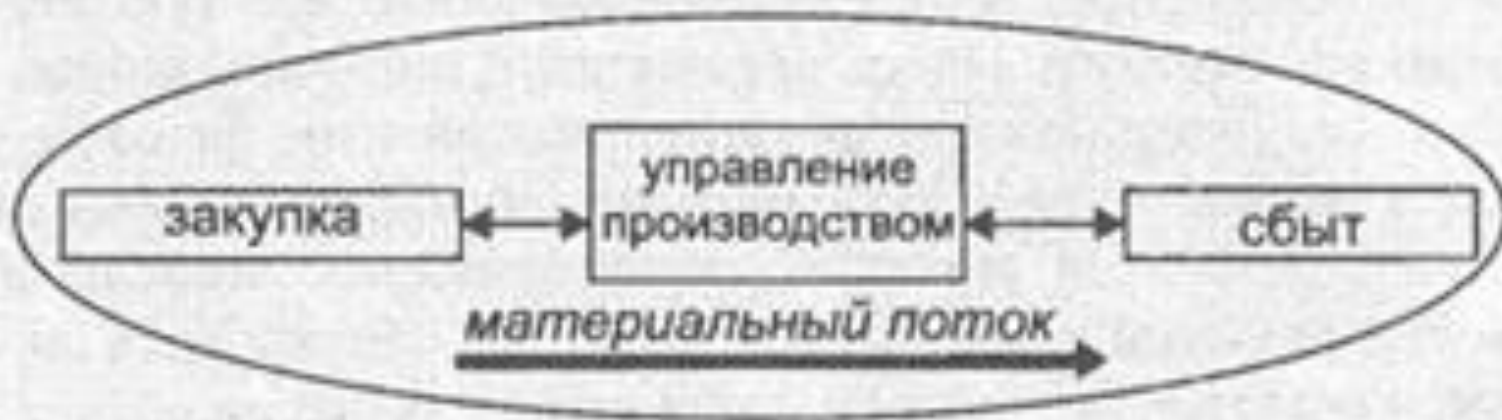 закупка
управление
производством
сбыт
материальный поток